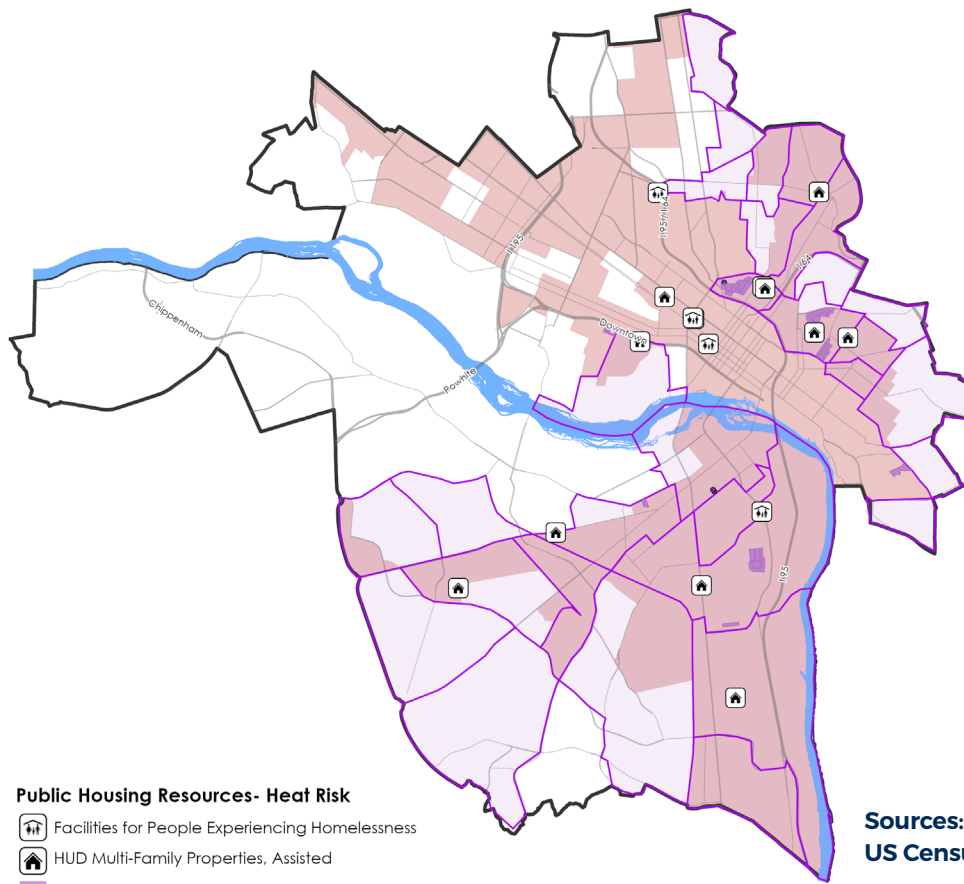 I 95 / I 64
I 195
I 64
Chippenham
Downtown
Powhite
I 95
Public Housing Resources- Heat Risk
Facilities for People Experiencing Homelessness
HUD Multi-Family Properties, Assisted
Sources:
US Censu